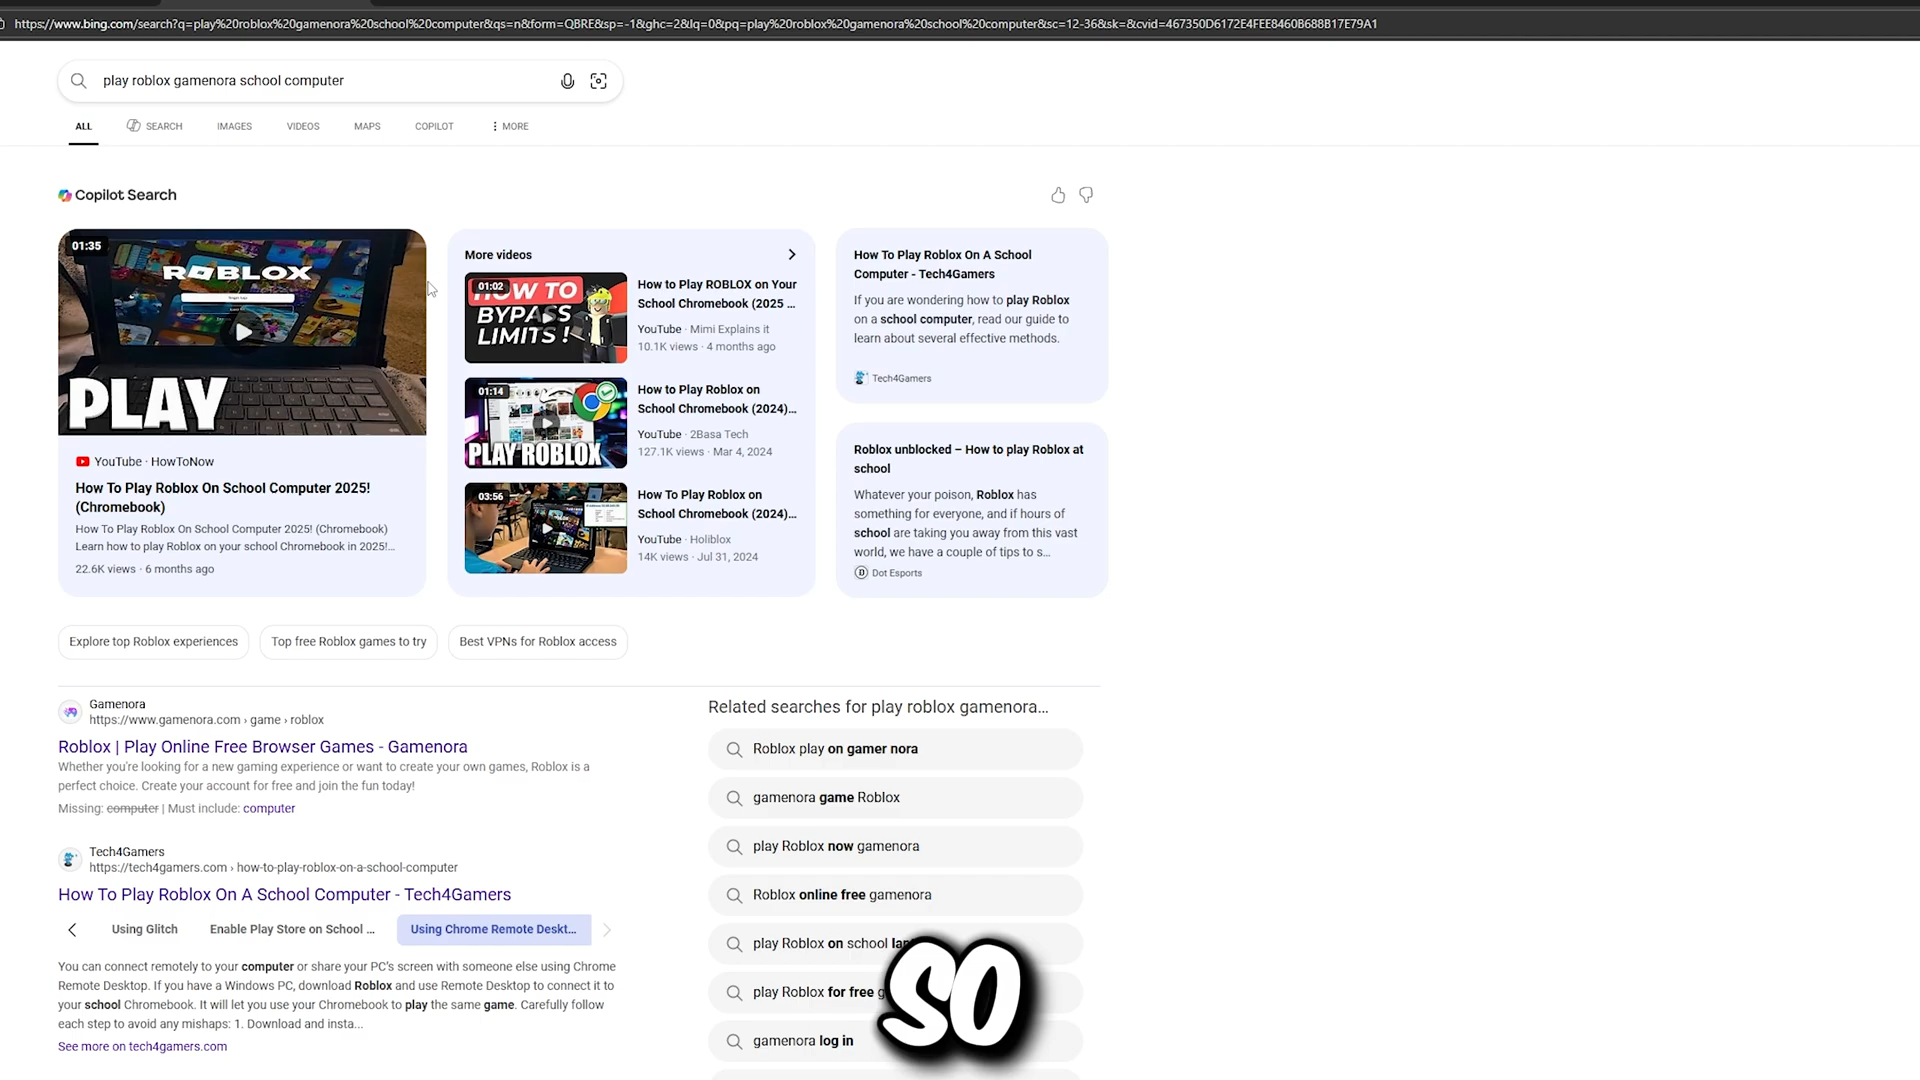 https://www.bing.com/search?q=play%20roblox%20gamenora%20school%20computer&qs=n&form=QBRE&sp=-1&ghc=2&lq=0&pq=play%20roblox%20gamenora%20school%20computer&sc=12-36&sk=&cvid=467350D6172E4FEE8460B688B17E79A1
play roblox gamenora school computer
ALL SEARCH IMAGES VIDEOS MAPS COPILOT MORE
Copilot Search
01:35
ROBLOX
PLAY
YouTube · HowToNow
How To Play Roblox On School Computer 2025!
(Chromebook)
How To Play Roblox On School Computer 2025! (Chromebook)
Learn how to play Roblox on your school Chromebook in 2025!...
22.6K views · 6 months ago
More videos
01:02
HOW TO
BYPASS
LIMITS !
How to Play ROBLOX on Your
School Chromebook (2025 ...
YouTube · Mimi Explains it
10.1K views · 4 months ago
01:14
PLAY ROBLOX
How to Play Roblox on
School Chromebook (2024)...
YouTube · 2Basa Tech
127.1K views · Mar 4, 2024
03:56
How To Play Roblox on
School Chromebook (2024)...
YouTube · Holiblox
14K views · Jul 31, 2024
How To Play Roblox On A School
Computer - Tech4Gamers
If you are wondering how to play Roblox
on a school computer, read our guide to
learn about several effective methods.
Tech4Gamers
Roblox unblocked – How to play Roblox at
school
Whatever your poison, Roblox has
something for everyone, and if hours of
school are taking you away from this vast
world, we have a couple of tips to s...
Dot Esports
Explore top Roblox experiences
Top free Roblox games to try
Best VPNs for Roblox access
Gamenora
https://www.gamenora.com › game › roblox
Roblox | Play Online Free Browser Games - Gamenora
Whether you're looking for a new gaming experience or want to create your own games, Roblox is a
perfect choice. Create your account for free and join the fun today!
Missing: computer | Must include: computer
Tech4Gamers
https://tech4gamers.com › how-to-play-roblox-on-a-school-computer
How To Play Roblox On A School Computer - Tech4Gamers
Using Glitch
Enable Play Store on School ...
Using Chrome Remote Deskt...
You can connect remotely to your computer or share your PC's screen with someone else using Chrome
Remote Desktop. If you have a Windows PC, download Roblox and use Remote Desktop to connect it to
your school Chromebook. It will let you use your Chromebook to play the same game. Carefully follow
each step to avoid any mishaps: 1. Download and insta...
See more on tech4gamers.com
Related searches for play roblox gamenora...
Roblox play on gamer nora
gamenora game Roblox
play Roblox now gamenora
Roblox online free gamenora
play Roblox on school
play Roblox for free
gamenora log in
SO